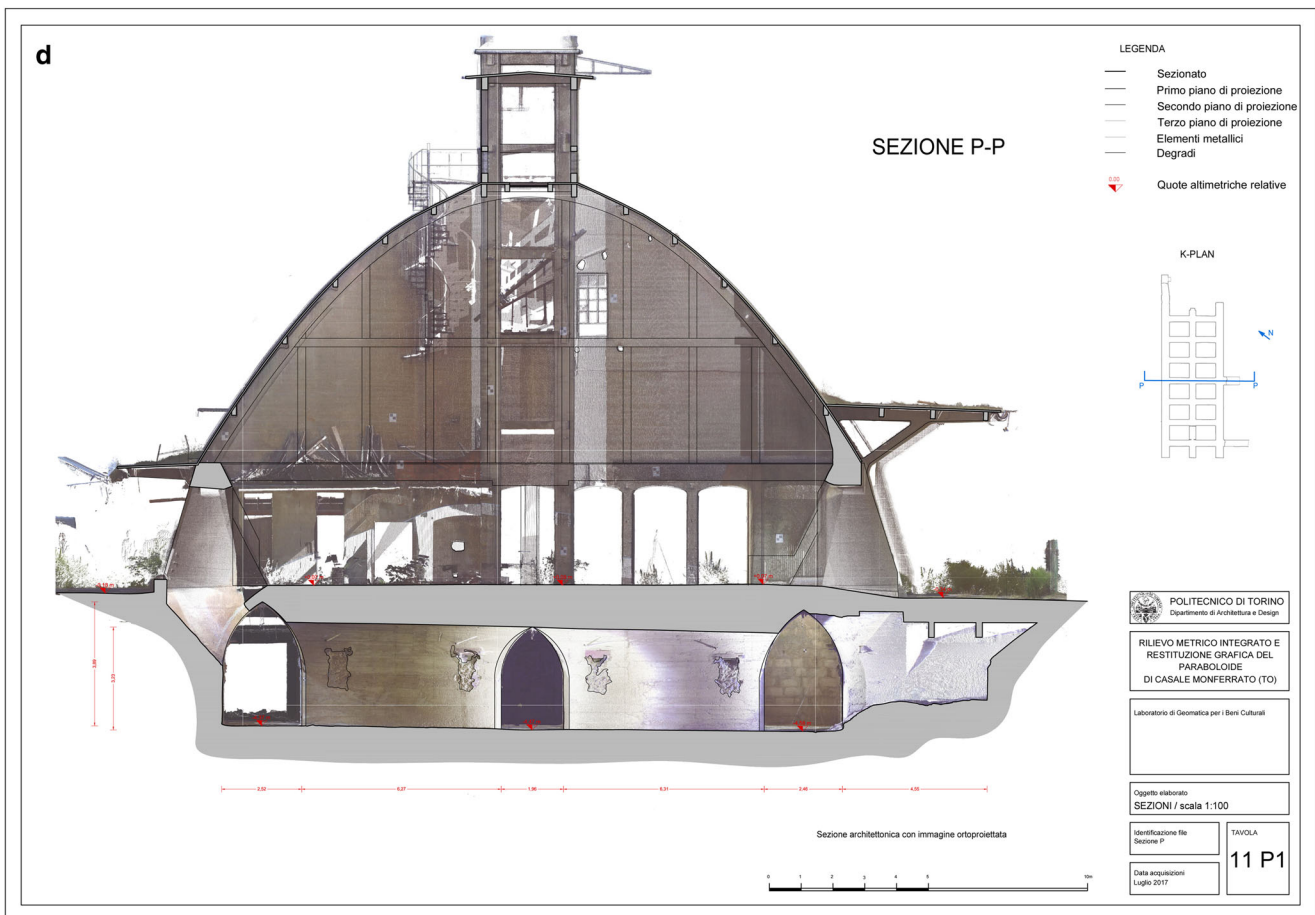 d
SEZIONE P-P
LEGENDA
Sezionato
Primo piano di proiezione
Secondo piano di proiezione
Terzo piano di proiezione
Elementi metallici
Degradi
0.00
Quote altimetriche relative
K-PLAN
N
P
P
2,52
6,27
1,96
6,31
2,46
4,55
Sezione architettonica con immagine ortoproiettata
0 1 2 3 4 5 10m
POLITECNICO DI TORINO
Dipartimento di Architettura e Design
RILIEVO METRICO INTEGRATO E
RESTITUZIONE GRAFICA DEL
PARABOLOIDE
DI CASALE MONFERRATO (TO)
Laboratorio di Geomatica per i Beni Culturali
Oggetto elaborato
SEZIONI / scala 1:100
Identificazione file
Sezione P
Data acquisizioni
Luglio 2017
TAVOLA
11 P1